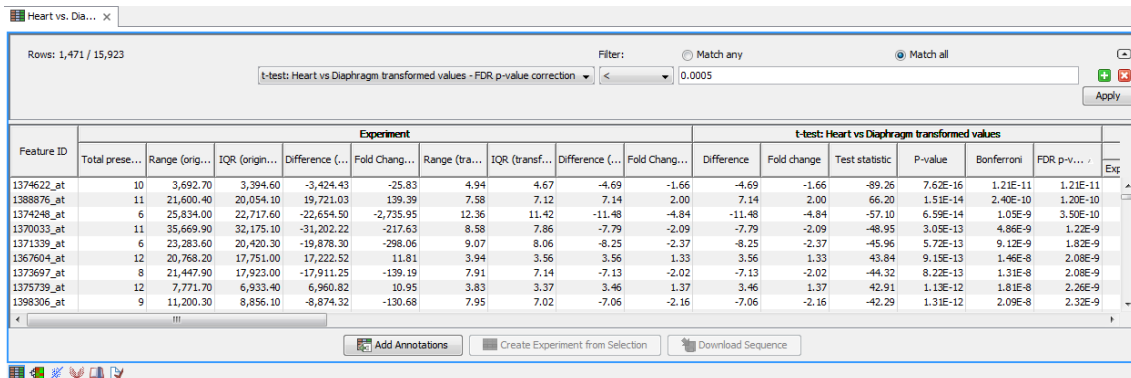 Heart vs. Dia...
Rows: 1,471 / 15,923 Filter: Match any Match all
t-test: Heart vs Diaphragm transformed values - FDR p-value correction < 0.0005
Apply
Experiment t-test: Heart vs Diaphragm transformed values
Feature ID Total prese... Range (orig... IQR (origin... Difference (... Fold Chang... Range (tra... IQR (transf... Difference (... Fold Chang... Difference Fold change Test statistic P-value Bonferroni FDR p-v... Exp
1374622_at 10 3,692.70 3,394.60 -3,424.43 -25.83 4.94 4.67 -4.69 -1.66 -4.69 -1.66 -89.26 7.62E-16 1.21E-11 1.21E-11
1388876_at 11 21,600.40 20,054.10 19,721.03 139.39 7.58 7.12 7.14 2.00 7.14 2.00 66.20 1.51E-14 2.40E-10 1.20E-10
1374248_at 6 25,834.00 22,717.60 -22,654.50 -2,735.95 12.36 11.42 -11.48 -4.84 -11.48 -4.84 -57.10 6.59E-14 1.05E-9 3.50E-10
1370033_at 11 35,669.90 32,175.10 -31,202.22 -217.63 8.58 7.86 -7.79 -2.09 -7.79 -2.09 -48.95 3.05E-13 4.86E-9 1.22E-9
1371339_at 6 23,283.60 20,420.30 -19,878.30 -298.06 9.07 8.06 -8.25 -2.37 -8.25 -2.37 -45.96 5.72E-13 9.12E-9 1.82E-9
1367604_at 12 20,768.20 17,751.00 17,222.52 11.81 3.94 3.56 3.56 1.33 3.56 1.33 43.84 9.15E-13 1.46E-8 2.08E-9
1373697_at 8 21,447.90 17,923.00 -17,911.25 -139.19 7.91 7.14 -7.13 -2.02 -7.13 -2.02 -44.32 8.22E-13 1.31E-8 2.08E-9
1375739_at 12 7,771.70 6,933.40 6,960.82 10.95 3.83 3.37 3.46 1.37 3.46 1.37 42.91 1.13E-12 1.81E-8 2.26E-9
1398306_at 9 11,200.30 8,856.10 -8,874.32 -130.68 7.95 7.02 -7.06 -2.16 -7.06 -2.16 -42.29 1.31E-12 2.09E-8 2.32E-9
Add Annotations Create Experiment from Selection Download Sequence